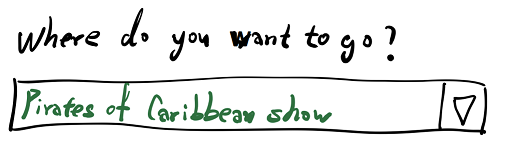 Where do you want to go?
Pirates of Caribbean show